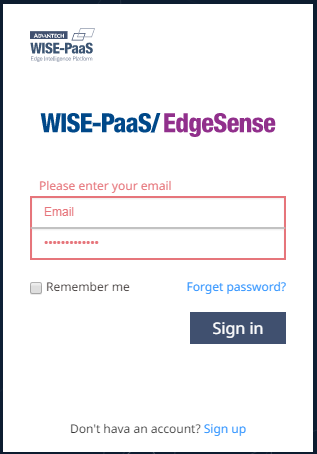 ADVANTECH
WISE-PaaS
Edge Intelligence Platform
WISE-PaaS/ EdgeSense
Please enter your email
Email
•••••••••••••
Remember me Forget password?
Sign in
Don't hava an account? Sign up